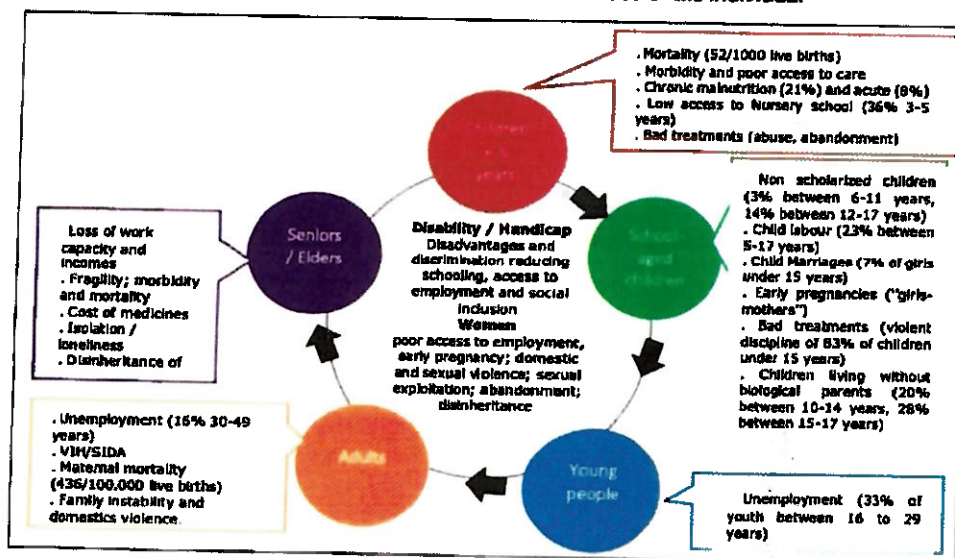 the individual
. Mortality (52/1000 live births)
. Morbidity and poor access to care
. Chronic malnutrition (21%) and acute (8%)
. Low access to Nursery school (36% 3-5
years)
. Bad treatments (abuse, abandonment)
years
Non scholarized children
(3% between 6-11 years,
14% between 12-17 years)
. Child labour (23% between
5-17 years)
. Child Marriages (7% of girls
under 15 years)
. Early pregnancies ("girls-
mothers")
. Bad treatments (violent
discipline of 83% of children
under 15 years)
. Children living without
biological parents (20%
between 10-14 years, 28%
between 15-17 years)
School-
aged
children
Disability / Handicap
Disadvantages and
discrimination reducing
schooling, access to
employment and social
inclusion
Women
poor access to employment,
early pregnancy; domestic
and sexual violence; sexual
exploitation; abandonment;
disinheritance
Seniors
/ Elders
Loss of work
capacity and
incomes
. Fragility; morbidity
and mortality
. Cost of medicines
. Isolation /
loneliness
. Disinheritance of
. Unemployment (16% 30-49
years)
. VIH/SIDA
. Maternal mortality
(436/100.000 live births)
. Family instability and
domestics violence.
Adults
Young
people
Unemployment (33% of
youth between 16 to 29
years)